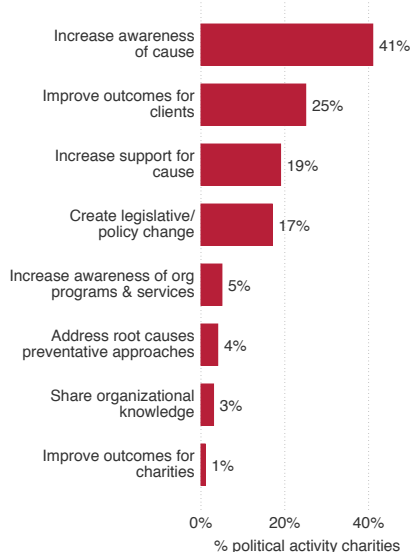 Increase awareness
of cause
41%
Improve outcomes for
clients
25%
Increase support for
cause
19%
Create legislative/
policy change
17%
Increase awareness of org
programs & services
5%
Address root causes
preventative approaches
4%
Share organizational
knowledge
3%
Improve outcomes for
charities
1%
0% 20% 40%
% political activity charities